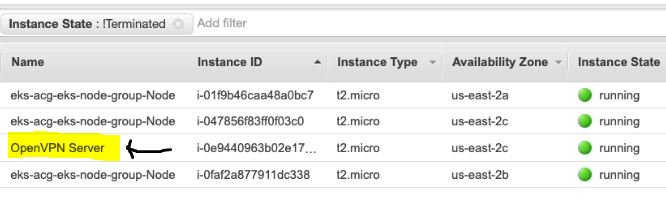 Instance State : !Terminated Add filter
Name Instance ID Instance Type Availability Zone Instance State
eks-acg-eks-node-group-Node i-01f9b46caa48a0bc7 t2.micro us-east-2a running
eks-acg-eks-node-group-Node i-047856f83ff0f03c0 t2.micro us-east-2c running
OpenVPN Server i-0e9440963b02e17... t2.micro us-east-2c running
eks-acg-eks-node-group-Node i-0faf2a877911dc338 t2.micro us-east-2b running